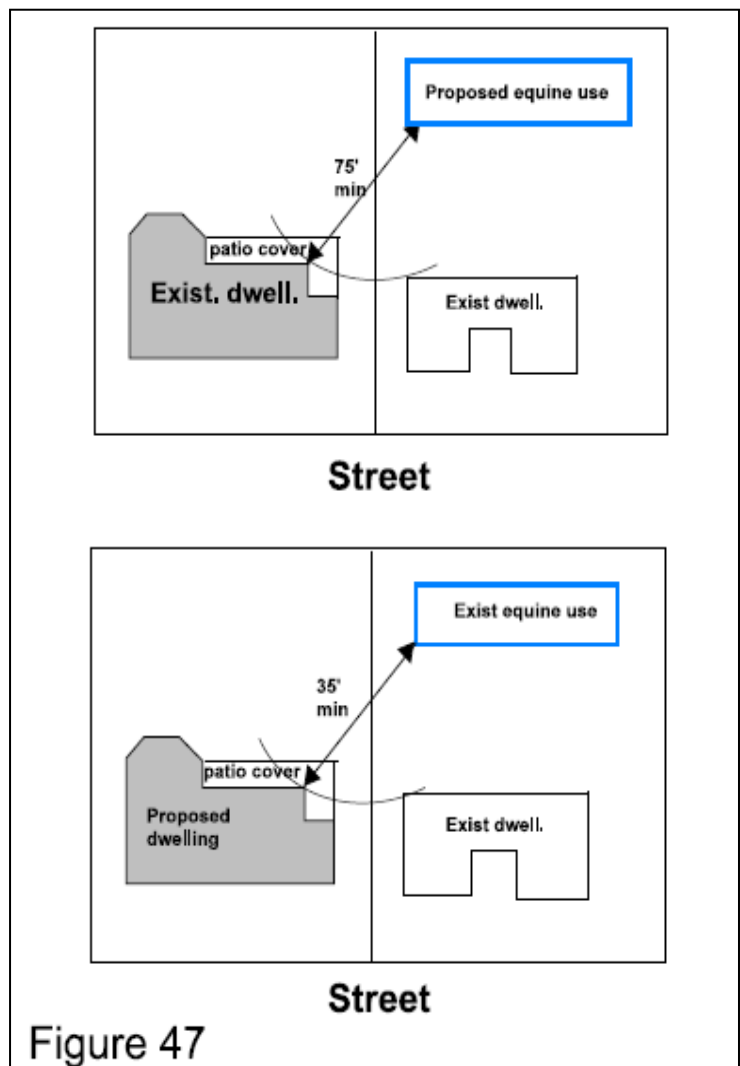 Proposed equine use
75'
min
patio cover
Exist. dwell.
Exist dwell.
Street
Exist equine use
35'
min
patio cover
Proposed
dwelling
Exist dwell.
Street
Figure 47